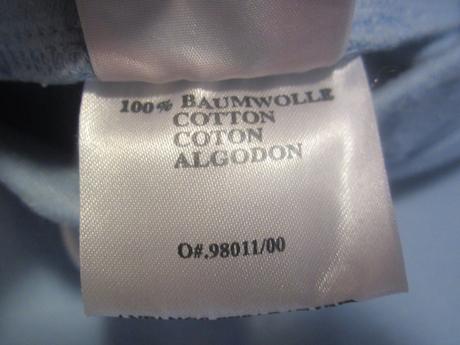 100% BAUMWOLLE
COTTON
COTON
ALGODON
O#.98011/00